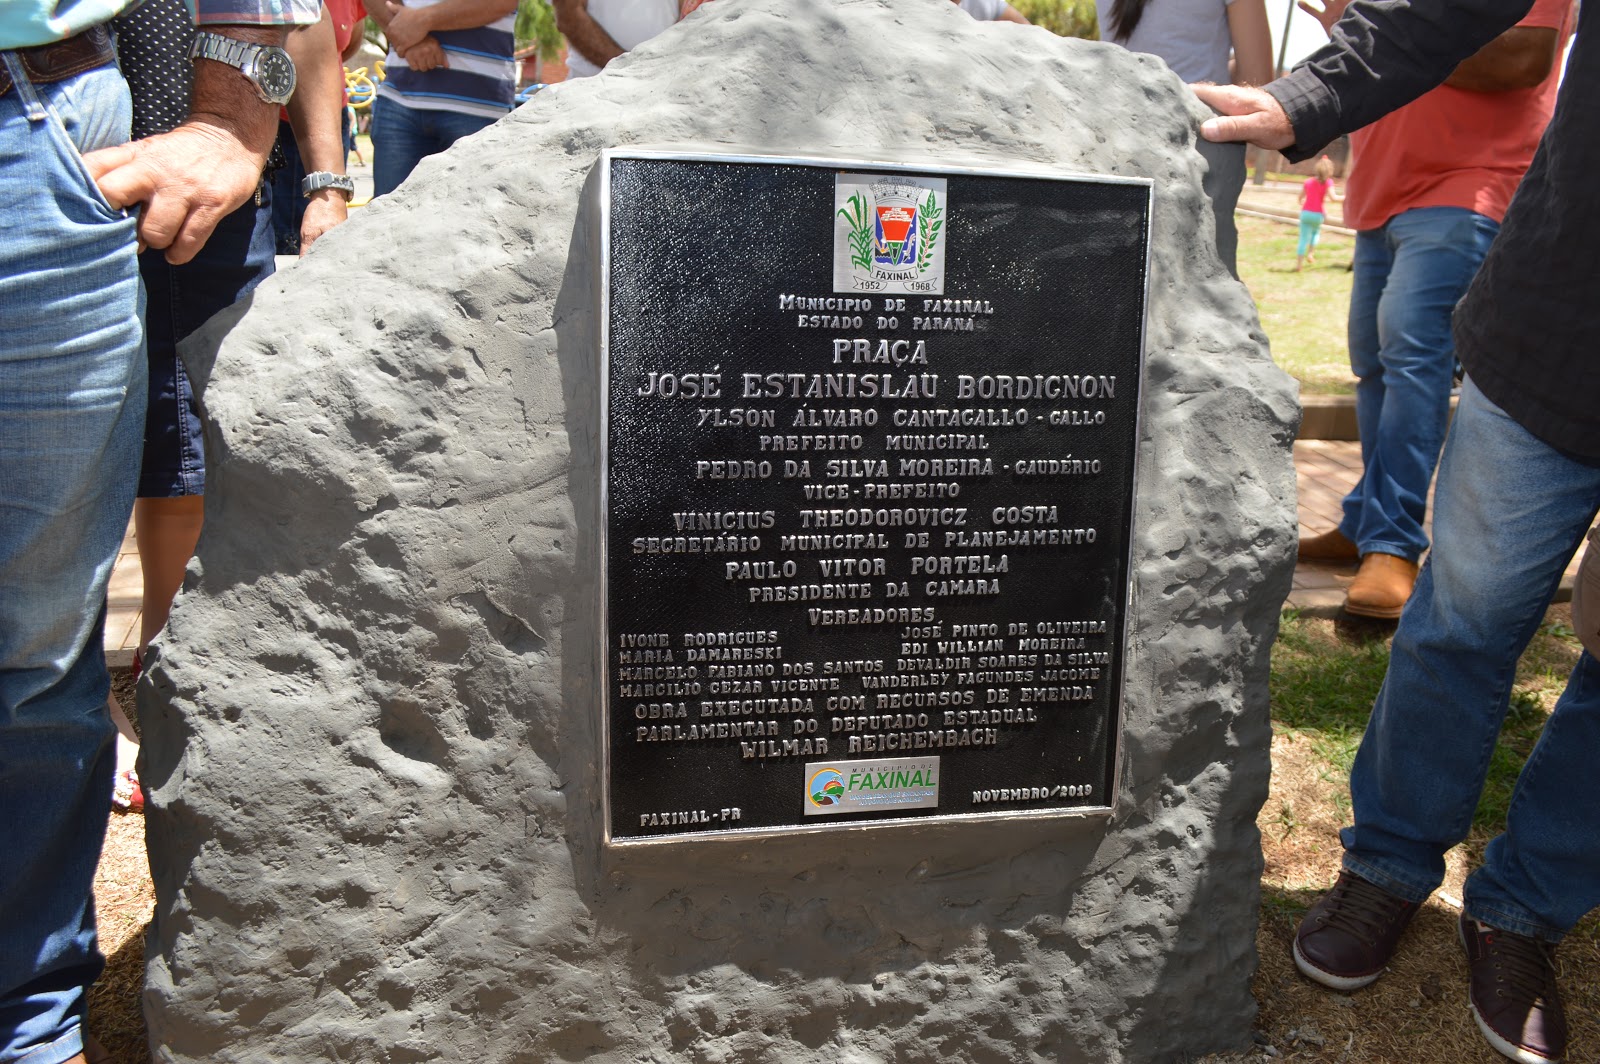 FAXINAL
1952 1968
MUNICIPIO DE FAXINAL
ESTADO DO PARANÁ
PRAÇA
JOSÉ ESTANISLAU BORDIGNON
YLSON ÁLVARO CANTAGALLO - GALLO
PREFEITO MUNICIPAL
PEDRO DA SILVA MOREIRA - GAUDÉRIO
VICE-PREFEITO
VINICIUS THEODOROVICZ COSTA
SECRETÁRIO MUNICIPAL DE PLANEJAMENTO
PAULO VITOR PORTELA
PRESIDENTE DA CAMARA
VEREADORES
IVONE RODRIGUES JOSÉ PINTO DE OLIVEIRA
MARIA DAMARESKI EDI WILLIAN MOREIRA
MARCELO FABIANO DOS SANTOS DEVALDIR SOARES DA SILVA
MARCILIO CEZAR VICENTE VANDERLEY FAGUNDES JACOME
OBRA EXECUTADA COM RECURSOS DE EMENDA
PARLAMENTAR DO DEPUTADO ESTADUAL
WILMAR REICHEMBACH
MUNICÍPIO DE
FAXINAL
FAXINAL-PR NOVEMBRO/2019